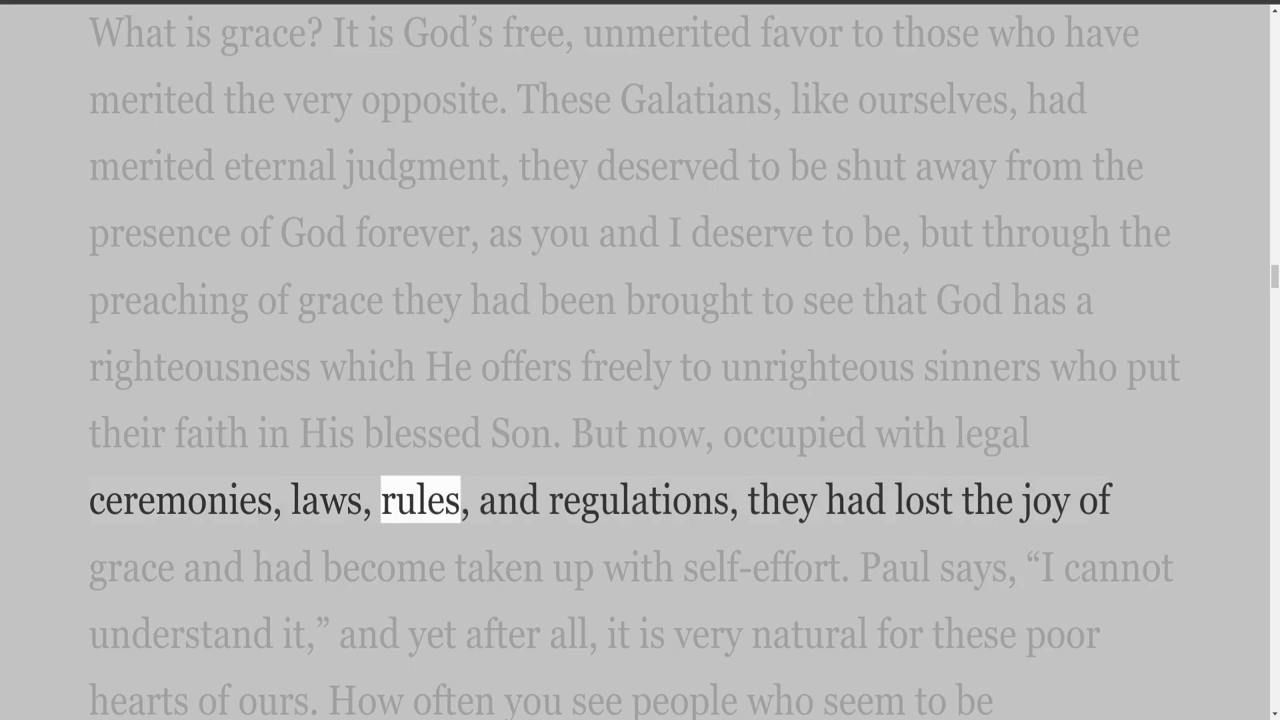 What is grace? It is God’s free, unmerited favor to those who have
merited the very opposite. These Galatians, like ourselves, had
merited eternal judgment, they deserved to be shut away from the
presence of God forever, as you and I deserve to be, but through the
preaching of grace they had been brought to see that God has a
righteousness which He offers freely to unrighteous sinners who put
their faith in His blessed Son. But now, occupied with legal
ceremonies, laws, rules, and regulations, they had lost the joy of
grace and had become taken up with self-effort. Paul says, “I cannot
understand it,” and yet after all, it is very natural for these poor
hearts of ours. How often you see people who seem to be